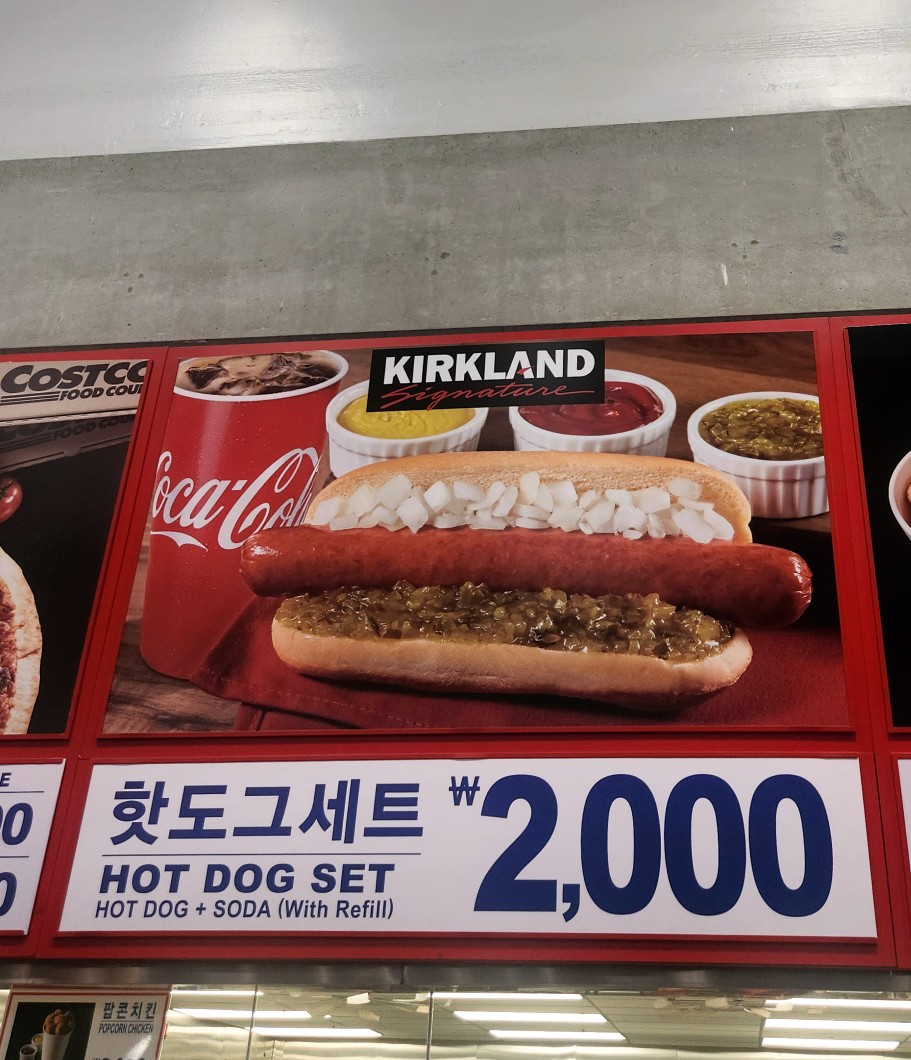 KIRKLAND
Signature
COSTCO
FOOD COU
Coca-Cola
핫도그세트
₩2,000
HOT DOG SET
HOT DOG + SODA (With Refill)
팝콘치킨
POPCORN CHICKEN